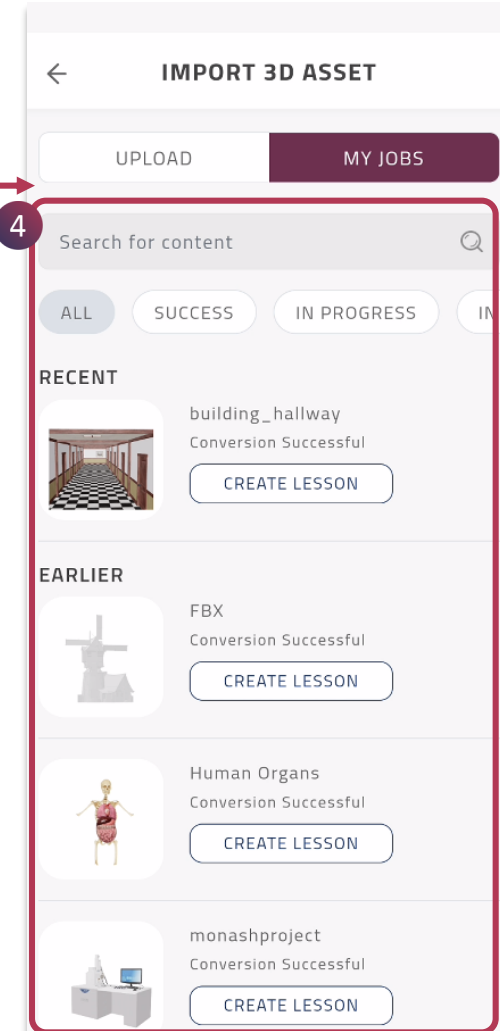 IMPORT 3D ASSET
UPLOAD MY JOBS
4
Search for content
ALL SUCCESS IN PROGRESS IN
RECENT
building_hallway
Conversion Successful
CREATE LESSON
EARLIER
FBX
Conversion Successful
CREATE LESSON
Human Organs
Conversion Successful
CREATE LESSON
monashproject
Conversion Successful
CREATE LESSON